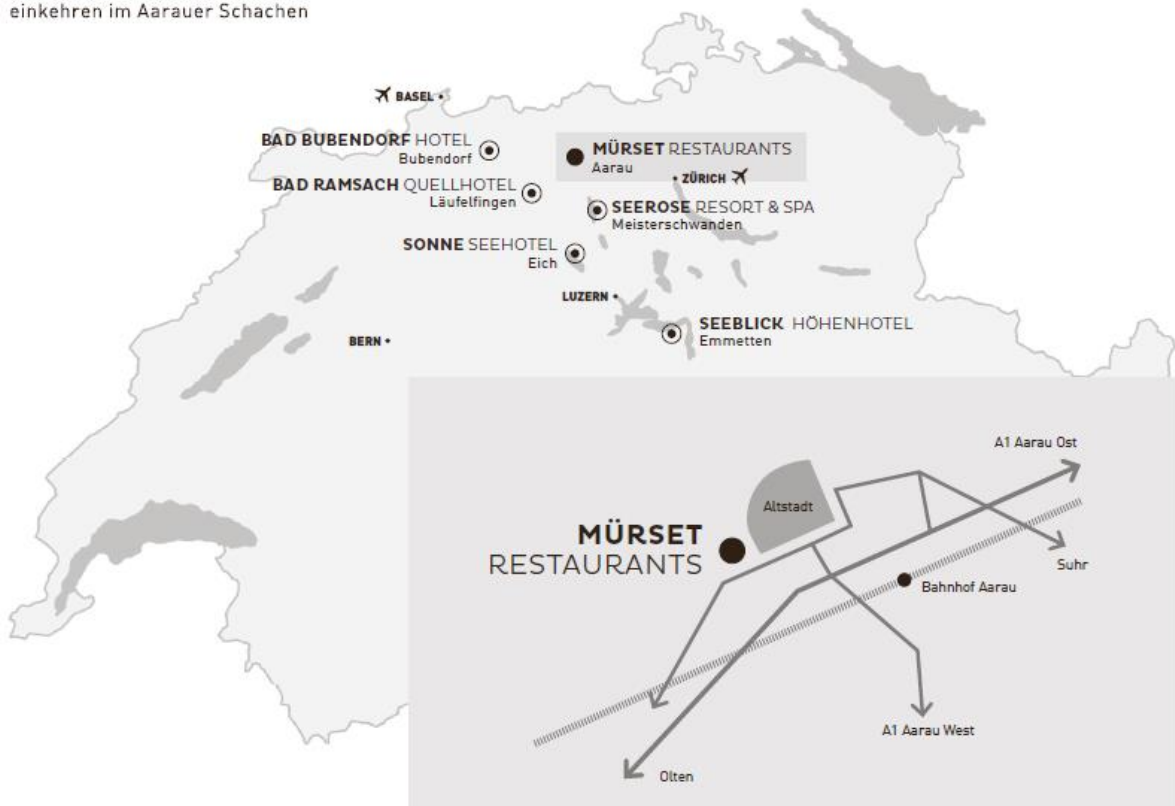 einkehren im Aarauer Schachen
BASEL
BAD BUBENDORF HOTEL
Bubendorf
MÜRSET RESTAURANTS
Aarau
ZÜRICH
BAD RAMSACH QUELLHOTEL
Läufelfingen
SEEROSE RESORT & SPA
Meisterschwanden
SONNE SEEHOTEL
Eich
LUZERN
SEEBLICK HÖHENHOTEL
Emmetten
BERN
A1 Aarau Ost
Altstadt
MÜRSET
RESTAURANTS
Suhr
Bahnhof Aarau
A1 Aarau West
Olten